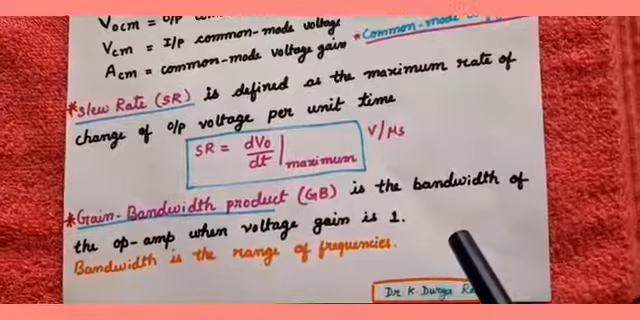 Vocm = O/P
Vcm = I/P common-mode voltage
Acm = common-mode voltage gain *Common-mode
*Slew Rate (SR) is defined as the maximum rate of
change of o/p voltage per unit time
SR = dVo/dt | maximum V/μs
*Gain-Bandwidth product (GB) is the bandwidth of
the op-amp when voltage gain is 1.
Bandwidth is the range of frequencies.
Dr K. Durga